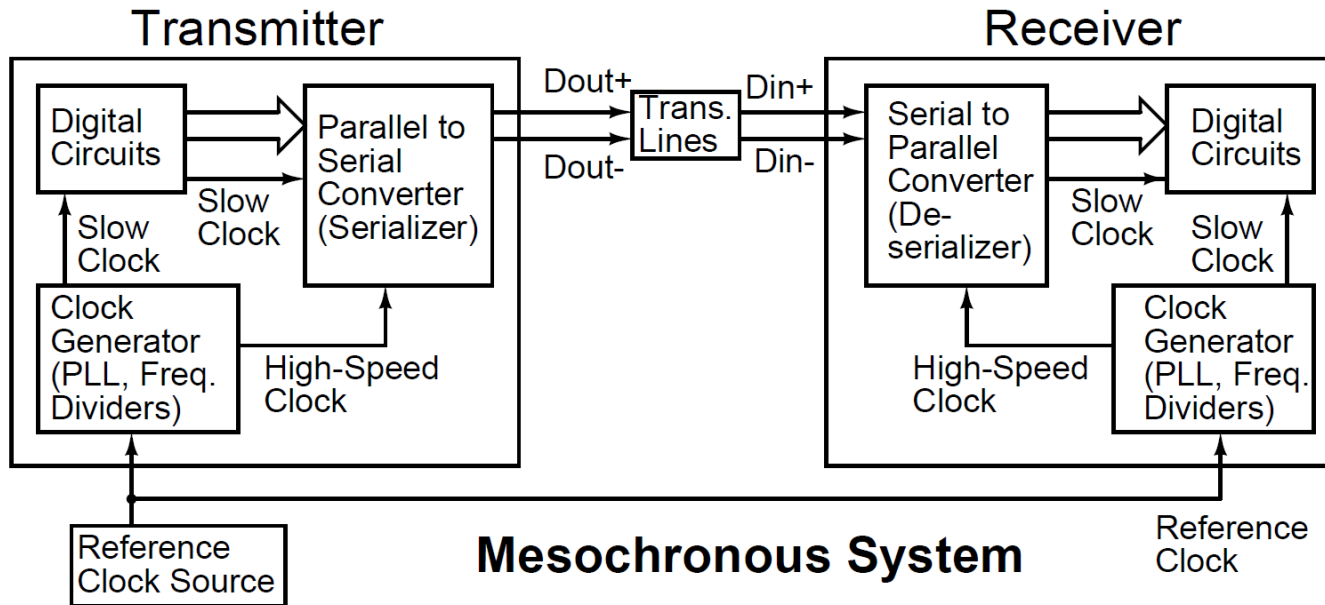 Transmitter
Digital
Circuits
Slow
Clock
Parallel to
Serial
Converter
(Serializer)
Slow
Clock
Clock
Generator
(PLL, Freq.
Dividers)
High-Speed
Clock
Dout+
Dout-
Trans.
Lines
Din+
Din-
Receiver
Serial to
Parallel
Converter
(De-
serializer)
Slow
Clock
Digital
Circuits
Slow
Clock
High-Speed
Clock
Clock
Generator
(PLL, Freq.
Dividers)
Reference
Clock Source
Mesochronous System
Reference
Clock